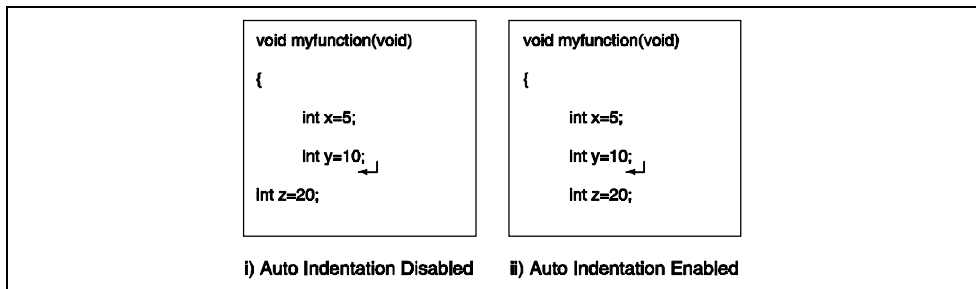 void myfunction(void)
{
int x=5;
int y=10;
int z=20;
i) Auto Indentation Disabled
void myfunction(void)
{
int x=5;
int y=10;
int z=20;
ii) Auto Indentation Enabled